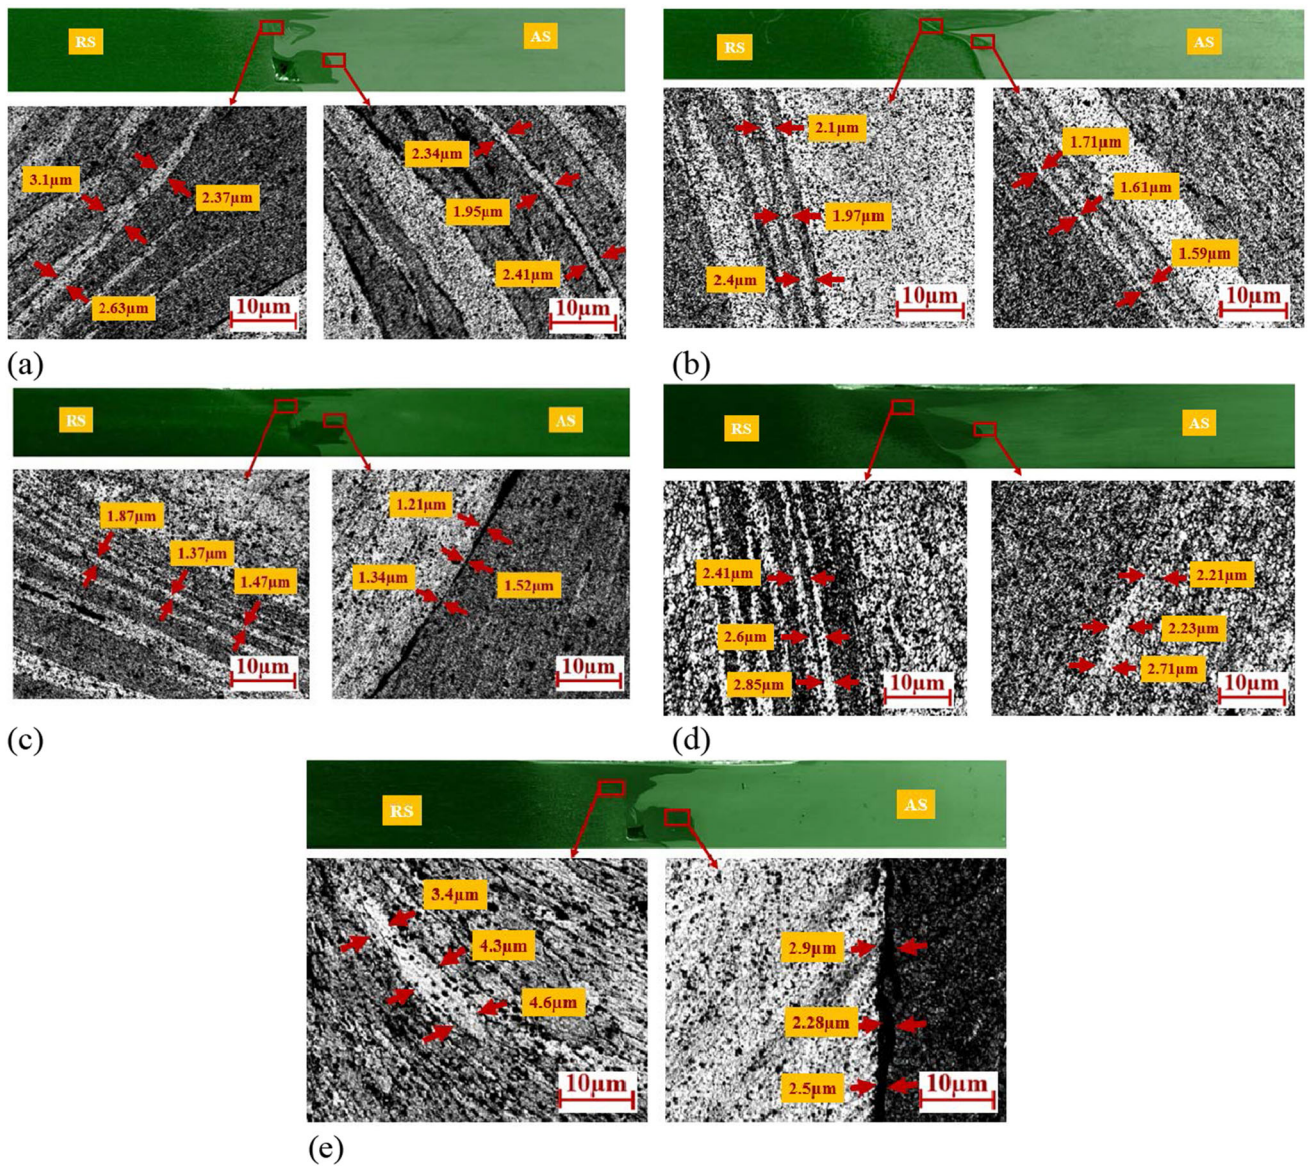 RS
AS
3.1µm
2.37µm
2.63µm
10µm
2.34µm
1.95µm
2.41µm
10µm
(a)
RS
AS
2.1µm
1.97µm
2.4µm
10µm
1.71µm
1.61µm
1.59µm
10µm
(b)
RS
AS
1.87µm
1.37µm
1.47µm
10µm
1.21µm
1.34µm
1.52µm
10µm
(c)
RS
AS
2.41µm
2.6µm
2.85µm
10µm
2.21µm
2.23µm
2.71µm
10µm
(d)
RS
AS
3.4µm
4.3µm
4.6µm
10µm
2.9µm
2.28µm
2.5µm
10µm
(e)